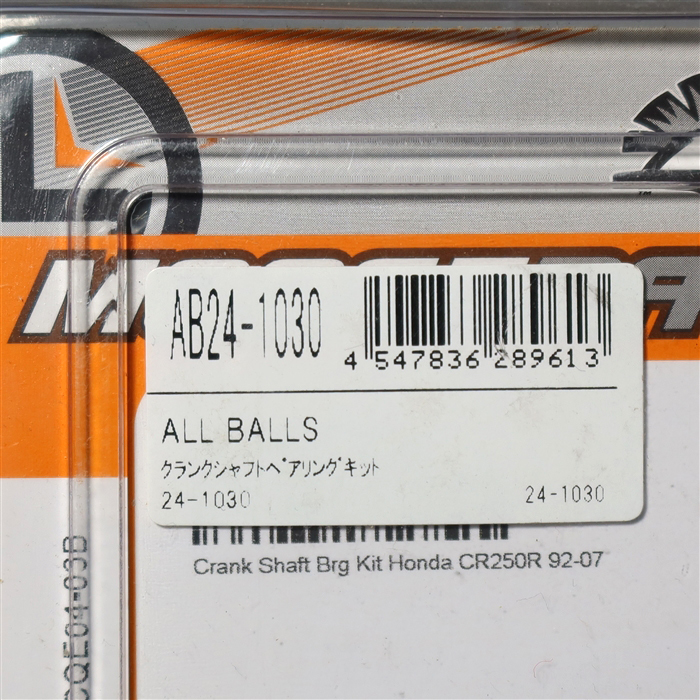 TM
AB24-1030
4 547836 289613
ALL BALLS
クランクシャフトベアリングキット
24-1030 24-1030
Crank Shaft Brg Kit Honda CR250R 92-07